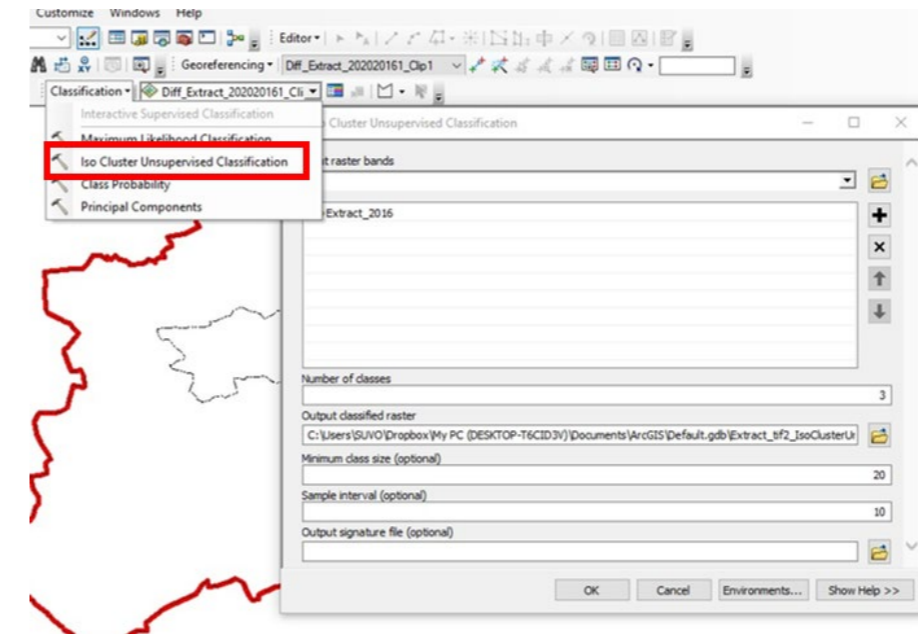 Customize Windows Help
Editor
Georeferencing Diff_Extract_202020161_Clip1
Classification Diff_Extract_202020161_Cli
Interactive Supervised Classification
Cluster Unsupervised Classification
Maximum Likelihood Classification
Iso Cluster Unsupervised Classification
raster bands
Class Probability
Principal Components
Extract_2016
Number of classes
3
Output classified raster
C:\Users\SUVO\Dropbox\My PC (DESKTOP-T6CID3V)\Documents\ArcGIS\Default.gdb\Extract_tif2_IsoClusterUr
Minimum class size (optional)
20
Sample interval (optional)
10
Output signature file (optional)
OK Cancel Environments... Show Help >>